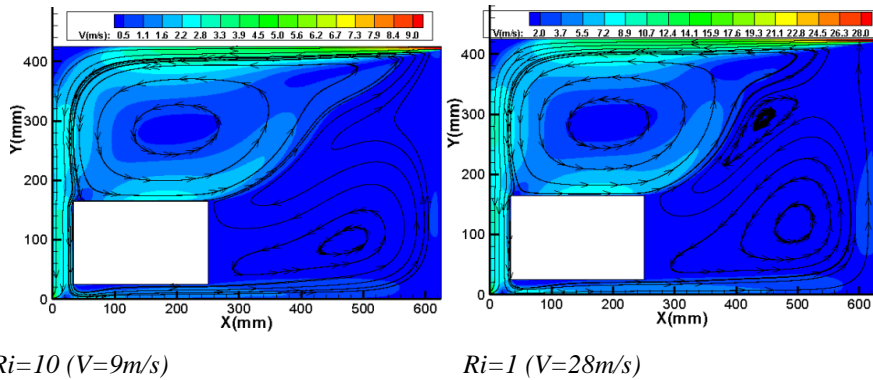 V(m/s): 0.5 1.1 1.6 2.2 2.8 3.3 3.9 4.5 5.0 5.6 6.2 6.7 7.3 7.9 8.4 9.0
400
300
200
100
0
Y(mm)
0 100 200 300 400 500 600
X(mm)
V(m/s): 2.0 3.7 5.5 7.2 8.9 10.7 12.4 14.1 15.9 17.6 19.3 21.1 22.8 24.5 26.3 28.0
400
300
200
100
0
Y(mm)
0 100 200 300 400 500 600
X(mm)
Ri=10 (V=9m/s)
Ri=1 (V=28m/s)